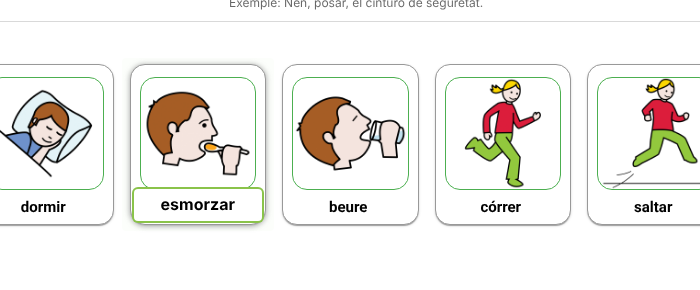 Exemple: Nen, posar, el cinturó de seguretat.
dormir
esmorzar
beure
córrer
saltar